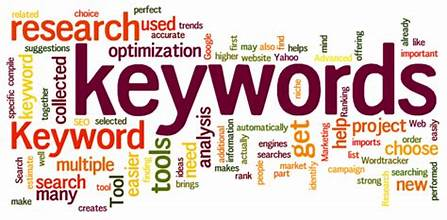 related
choice
perfect
research
used
trends
accurate
suggestions
optimization
Google
higher
first
may
also
find
helps
mind
already
like
website
Yahoo
Advanced
offering
important
keywords
specific
compile
together
collected
SEO
selected
niche
Ranking
Keyword
tools
analysis
automatically
get
Marketing
help
project
Web
easily
imports
order
choose
Search
estimate
well
multiple
easier
finding
ideas
need
makes
information
additional
engines
searches
list
Wordtracker
search
Tool
rank
actually
people
part
market
identify
campaign
strong
Research
searching
new
many
make
creates
brings